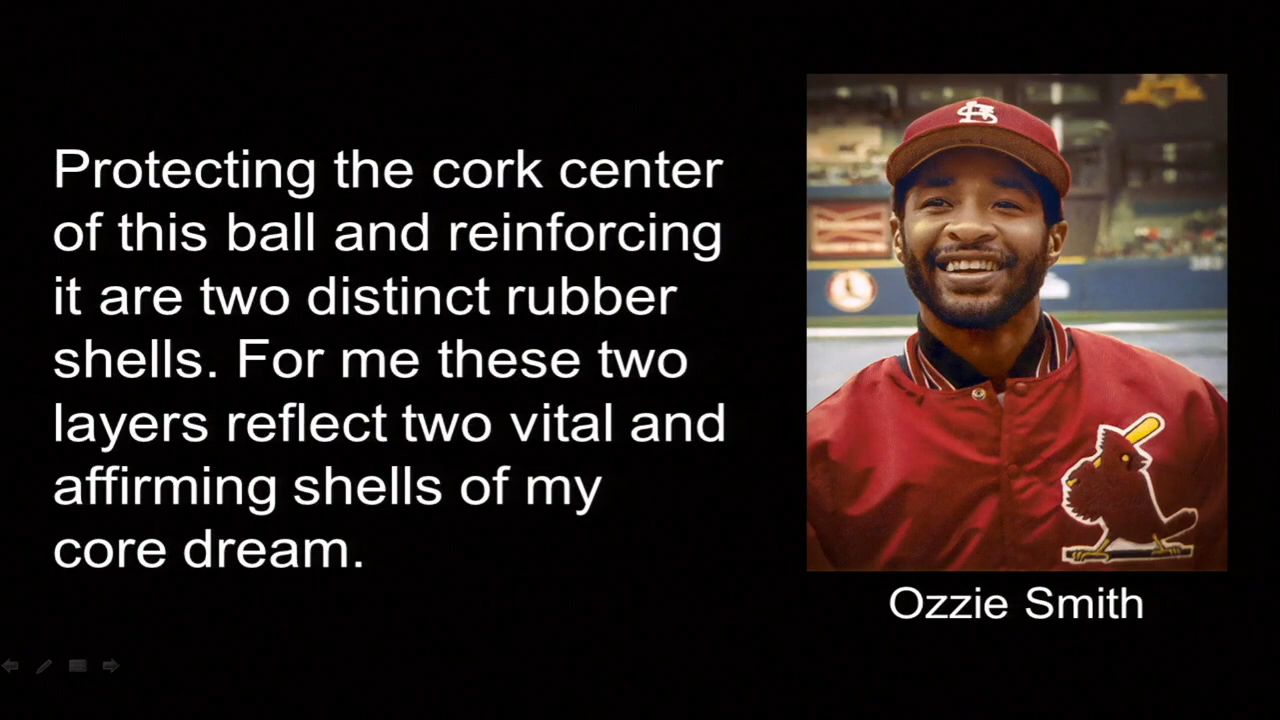 Protecting the cork center
of this ball and reinforcing
it are two distinct rubber
shells. For me these two
layers reflect two vital and
affirming shells of my
core dream.
Ozzie Smith